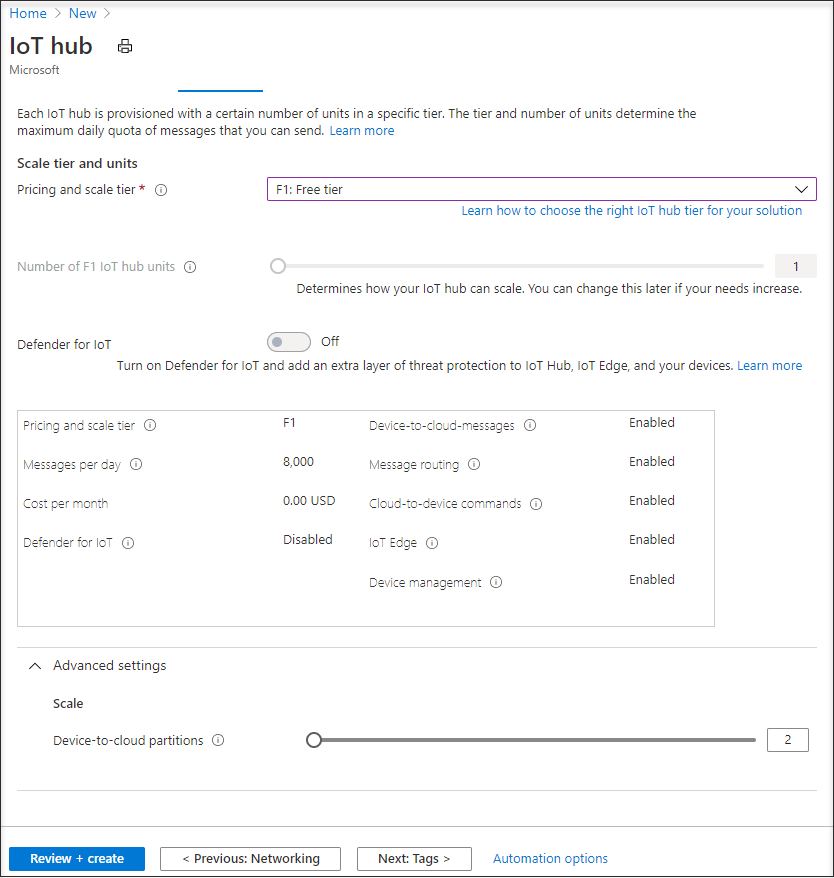 Home > New >
IoT hub
Microsoft
Each IoT hub is provisioned with a certain number of units in a specific tier. The tier and number of units determine the
maximum daily quota of messages that you can send. Learn more
Scale tier and units
Pricing and scale tier *
F1: Free tier
Learn how to choose the right IoT hub tier for your solution
Number of F1 IoT hub units
1
Determines how your IoT hub can scale. You can change this later if your needs increase.
Defender for IoT
Off
Turn on Defender for IoT and add an extra layer of threat protection to IoT Hub, IoT Edge, and your devices. Learn more
Pricing and scale tier F1 Device-to-cloud-messages Enabled
Messages per day 8,000 Message routing Enabled
Cost per month 0.00 USD Cloud-to-device commands Enabled
Defender for IoT Disabled IoT Edge Enabled
Device management Enabled
Advanced settings
Scale
Device-to-cloud partitions 2
Review + create < Previous: Networking Next: Tags > Automation options